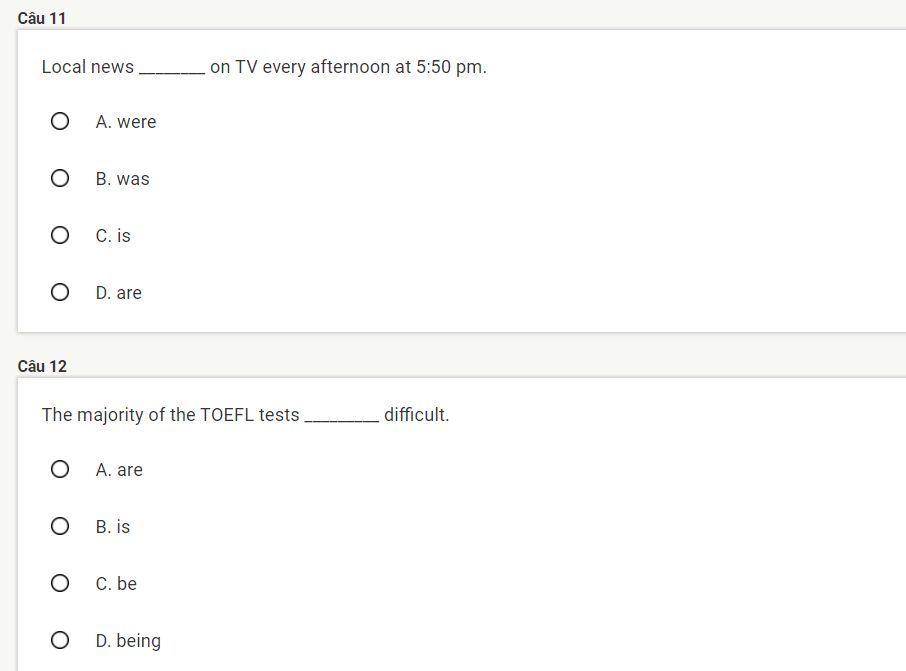 Câu 11
Local news ________ on TV every afternoon at 5:50 pm.
A. were
B. was
C. is
D. are
Câu 12
The majority of the TOEFL tests _________ difficult.
A. are
B. is
C. be
D. being